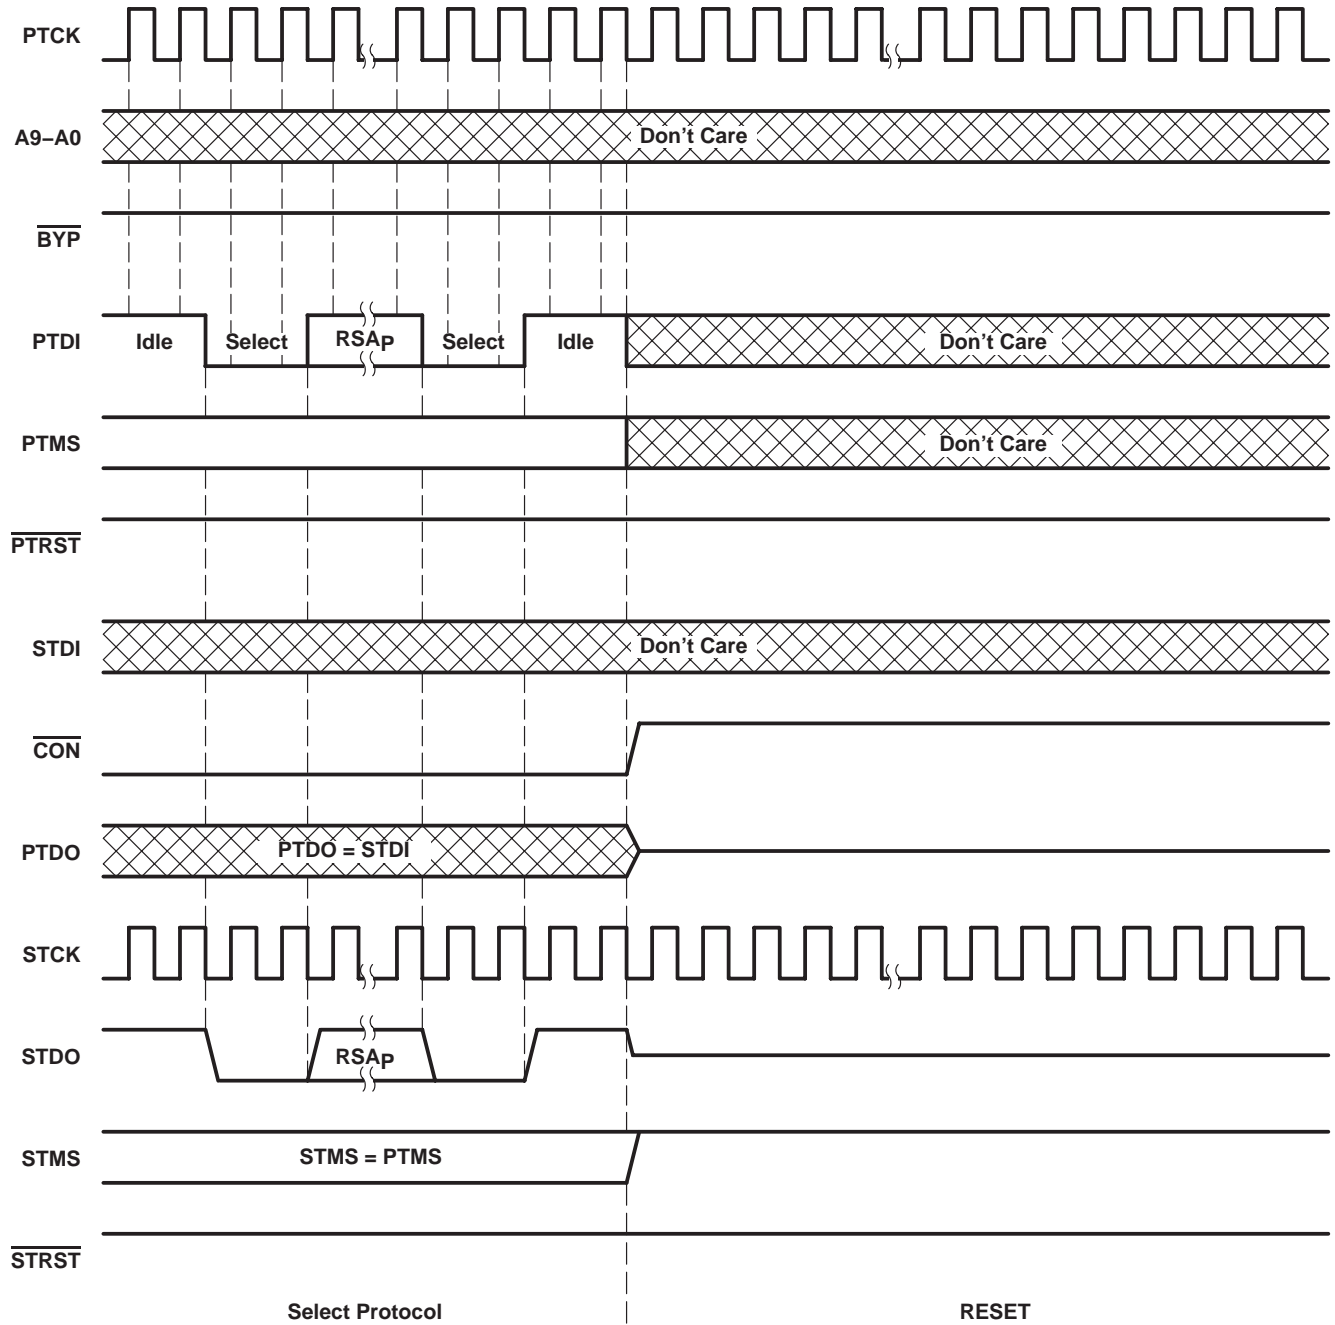 PTCK
A9–A0
Don't Care
BYP
PTDI
Idle
Select
RSAP
Select
Idle
Don't Care
PTMS
Don't Care
PTRST
STDI
Don't Care
CON
PTDO
PTDO = STDI
STCK
STDO
RSAP
STMS
STMS = PTMS
STRST
Select Protocol
RESET